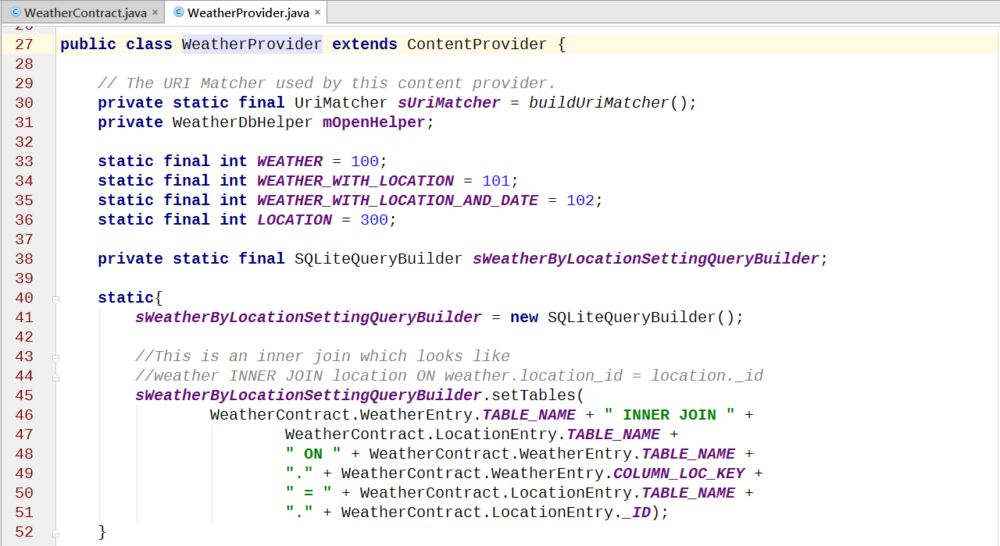 WeatherContract.java × WeatherProvider.java ×
27 public class WeatherProvider extends ContentProvider {
28
29     // The URI Matcher used by this content provider.
30     private static final UriMatcher sUriMatcher = buildUriMatcher();
31     private WeatherDbHelper mOpenHelper;
32
33     static final int WEATHER = 100;
34     static final int WEATHER_WITH_LOCATION = 101;
35     static final int WEATHER_WITH_LOCATION_AND_DATE = 102;
36     static final int LOCATION = 300;
37
38     private static final SQLiteQueryBuilder sWeatherByLocationSettingQueryBuilder;
39
40     static{
41         sWeatherByLocationSettingQueryBuilder = new SQLiteQueryBuilder();
42
43         //This is an inner join which looks like
44         //weather INNER JOIN location ON weather.location_id = location._id
45         sWeatherByLocationSettingQueryBuilder.setTables(
46                 WeatherContract.WeatherEntry.TABLE_NAME + " INNER JOIN " +
47                         WeatherContract.LocationEntry.TABLE_NAME +
48                         " ON " + WeatherContract.WeatherEntry.TABLE_NAME +
49                         "." + WeatherContract.WeatherEntry.COLUMN_LOC_KEY +
50                         " = " + WeatherContract.LocationEntry.TABLE_NAME +
51                         "." + WeatherContract.LocationEntry._ID);
52     }